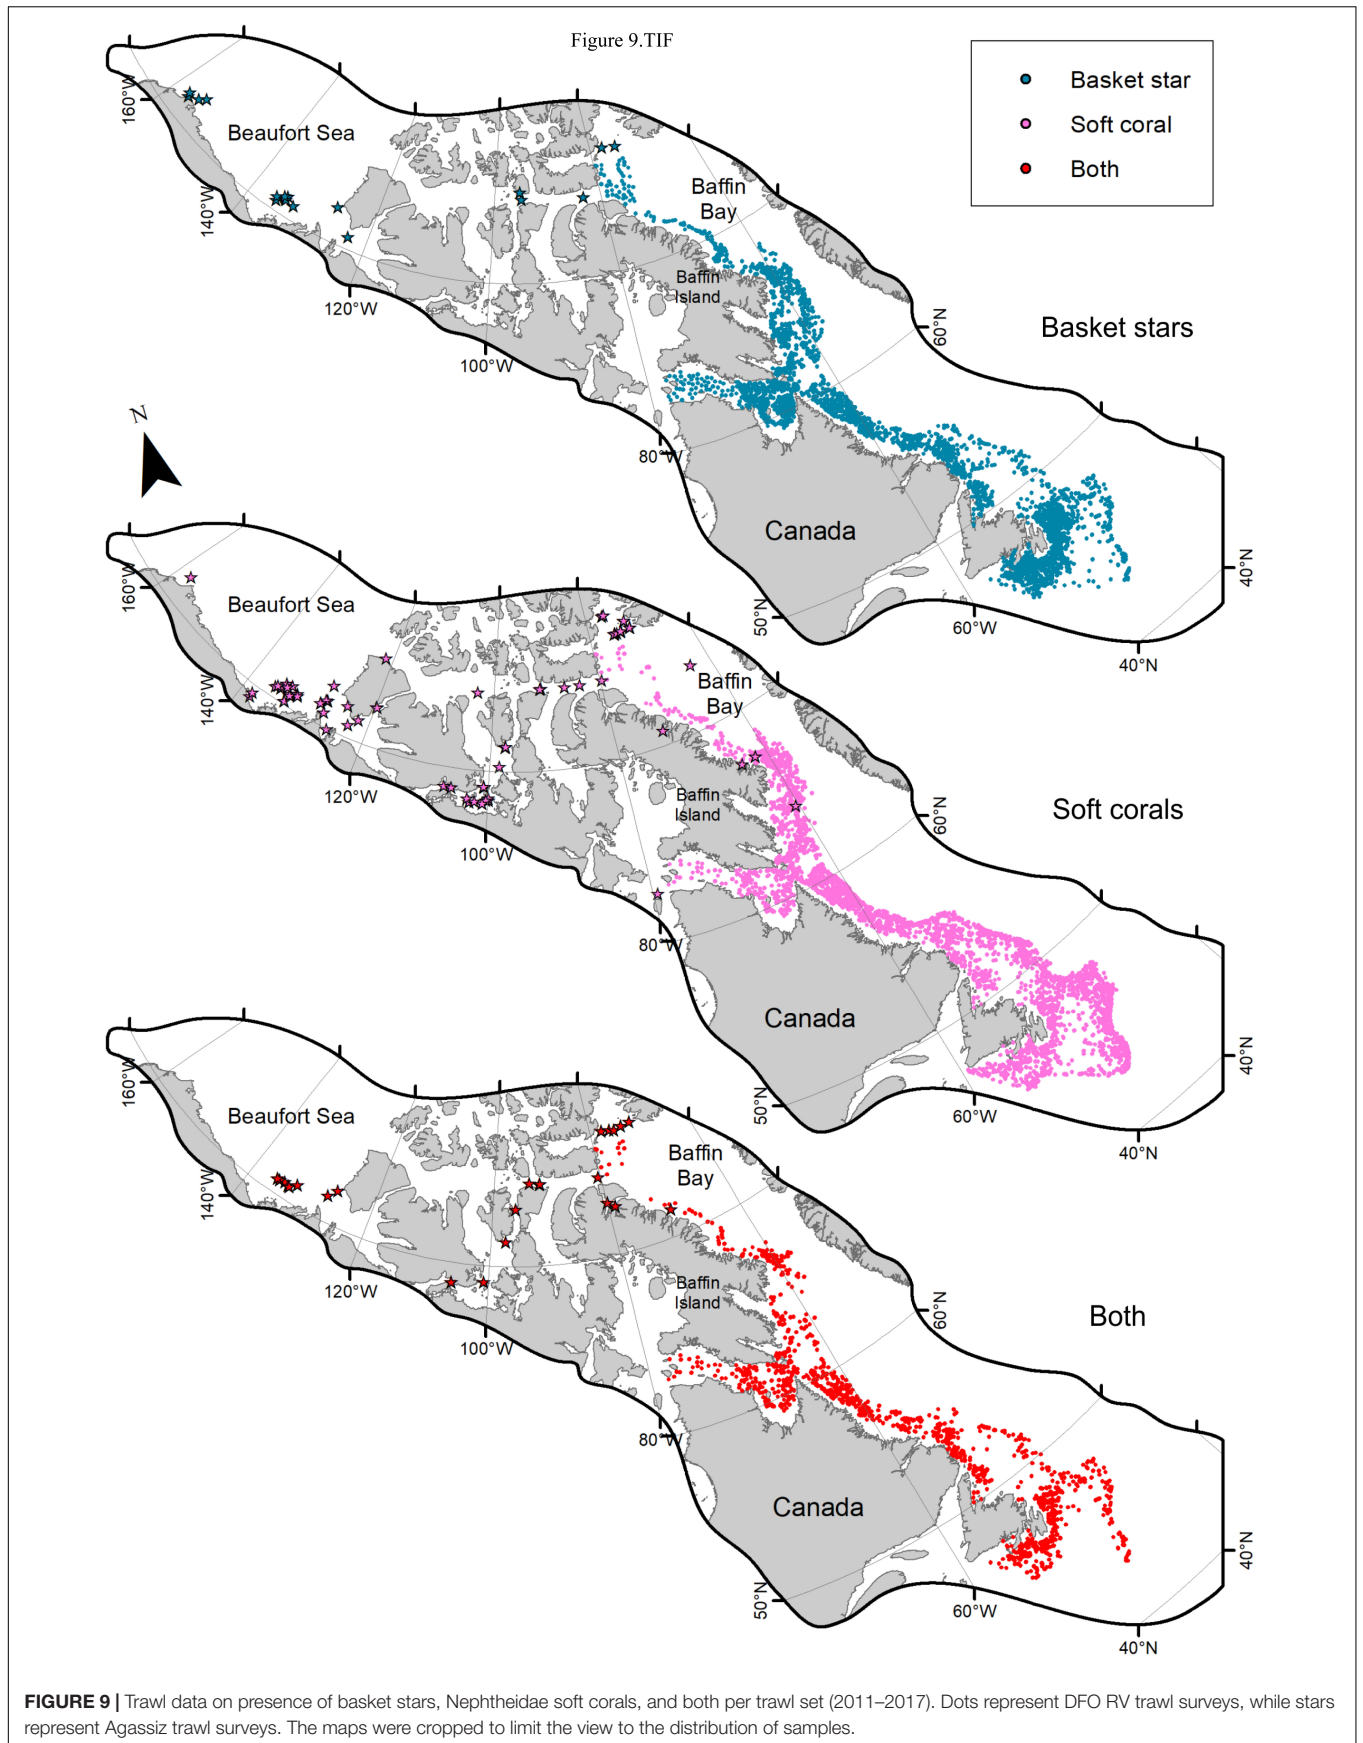 Figure 9.TIF
Basket star
Soft coral
Both
160°W
Beaufort Sea
Baffin
Bay
140°W
Baffin
Island
120°W
60°N
Basket stars
100°W
N
80°W
Canada
40°N
50°N
60°W
40°N
160°W
Beaufort Sea
Baffin
Bay
140°W
Baffin
Island
120°W
60°N
Soft corals
100°W
80°W
Canada
40°N
50°N
60°W
40°N
160°W
Beaufort Sea
Baffin
Bay
140°W
Baffin
Island
120°W
60°N
Both
100°W
80°W
Canada
40°N
50°N
60°W
40°N
FIGURE 9 | Trawl data on presence of basket stars, Nephtheidae soft corals, and both per trawl set (2011–2017). Dots represent DFO RV trawl surveys, while stars
represent Agassiz trawl surveys. The maps were cropped to limit the view to the distribution of samples.